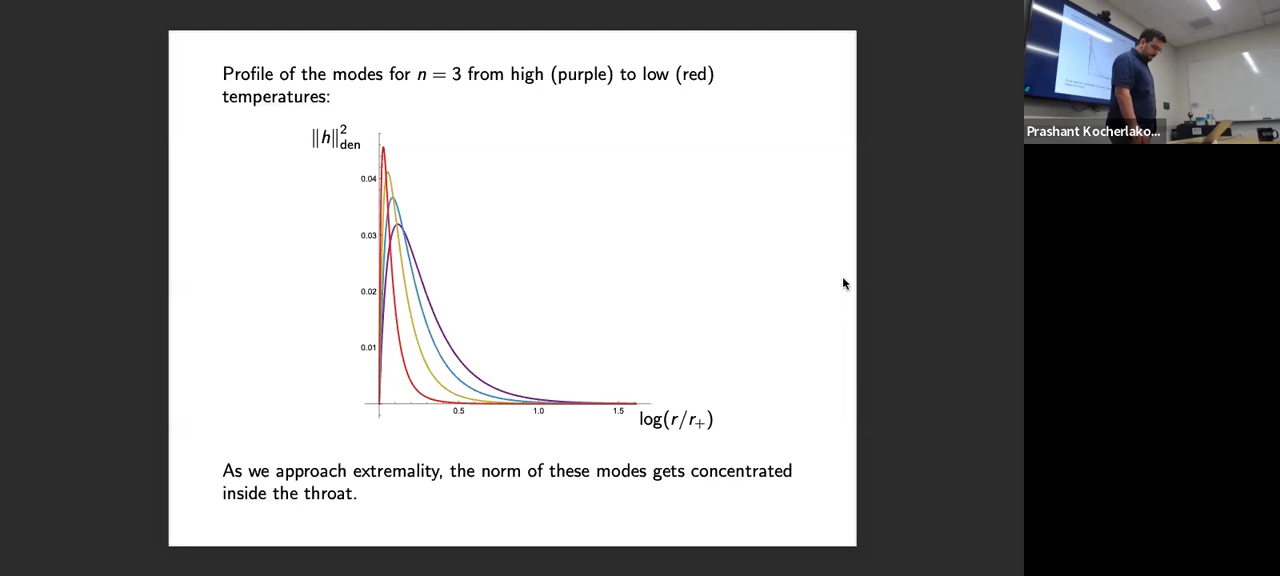 Profile of the modes for n = 3 from high (purple) to low (red)
temperatures:
‖h‖²den
0.04
0.03
0.02
0.01
0.5
1.0
1.5
log(r/r₊)
As we approach extremality, the norm of these modes gets concentrated
inside the throat.
Prashant Kocherlako...